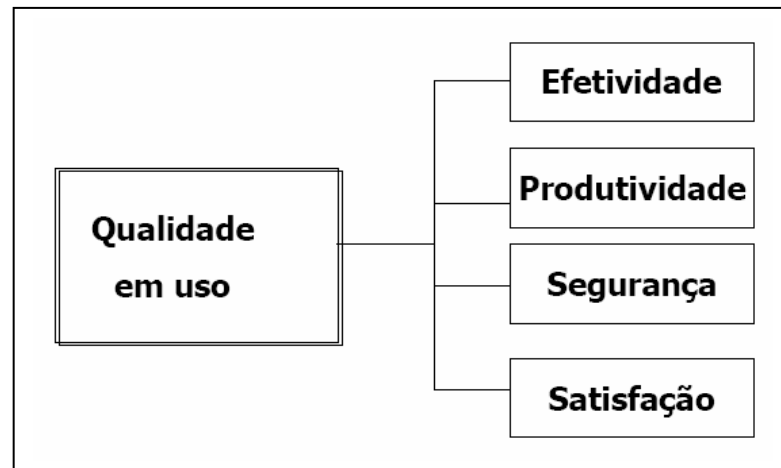 Qualidade
em uso
Efetividade
Produtividade
Segurança
Satisfação